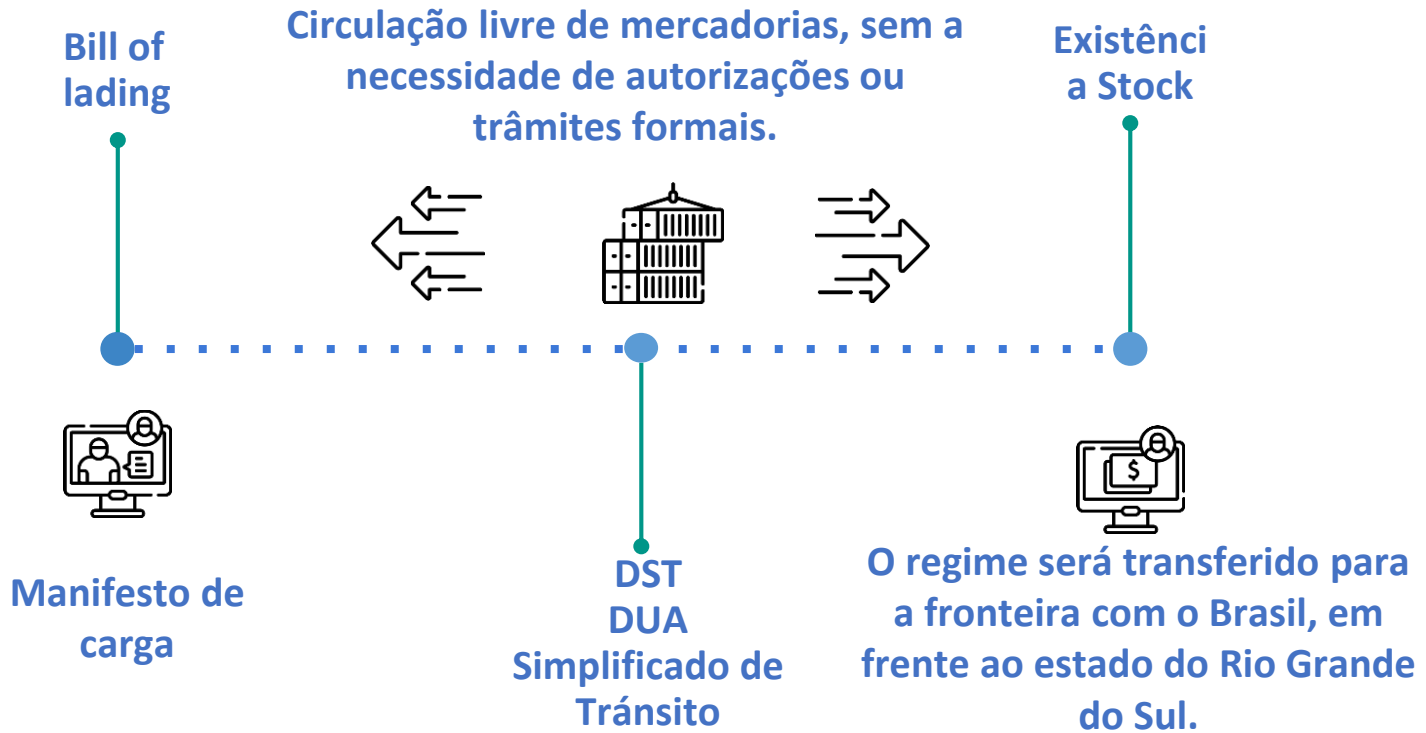 Bill of
lading
Circulação livre de mercadorias, sem a
necessidade de autorizações ou
trâmites formais.
Existênci
a Stock
$
Manifesto de
carga
DST
DUA
Simplificado de
Tránsito
O regime será transferido para
a fronteira com o Brasil, em
frente ao estado do Rio Grande
do Sul.